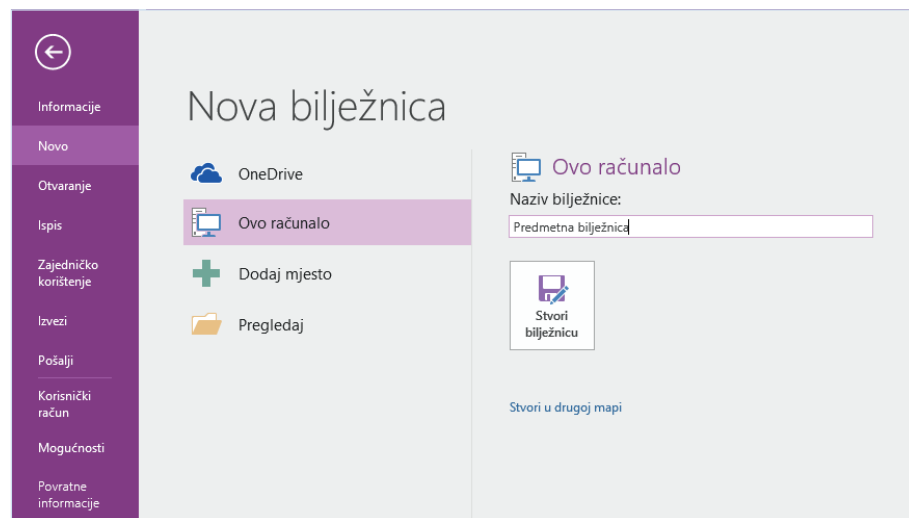 Informacije
Novo
Otvaranje
Ispis
Zajedničko
korištenje
Izvezi
Pošalji
Korisnički
račun
Mogućnosti
Povratne
informacije
Nova bilježnica
OneDrive
Ovo računalo
Dodaj mjesto
Pregledaj
Ovo računalo
Naziv bilježnice:
Predmetna bilježnica
Stvori
bilježnicu
Stvori u drugoj mapi